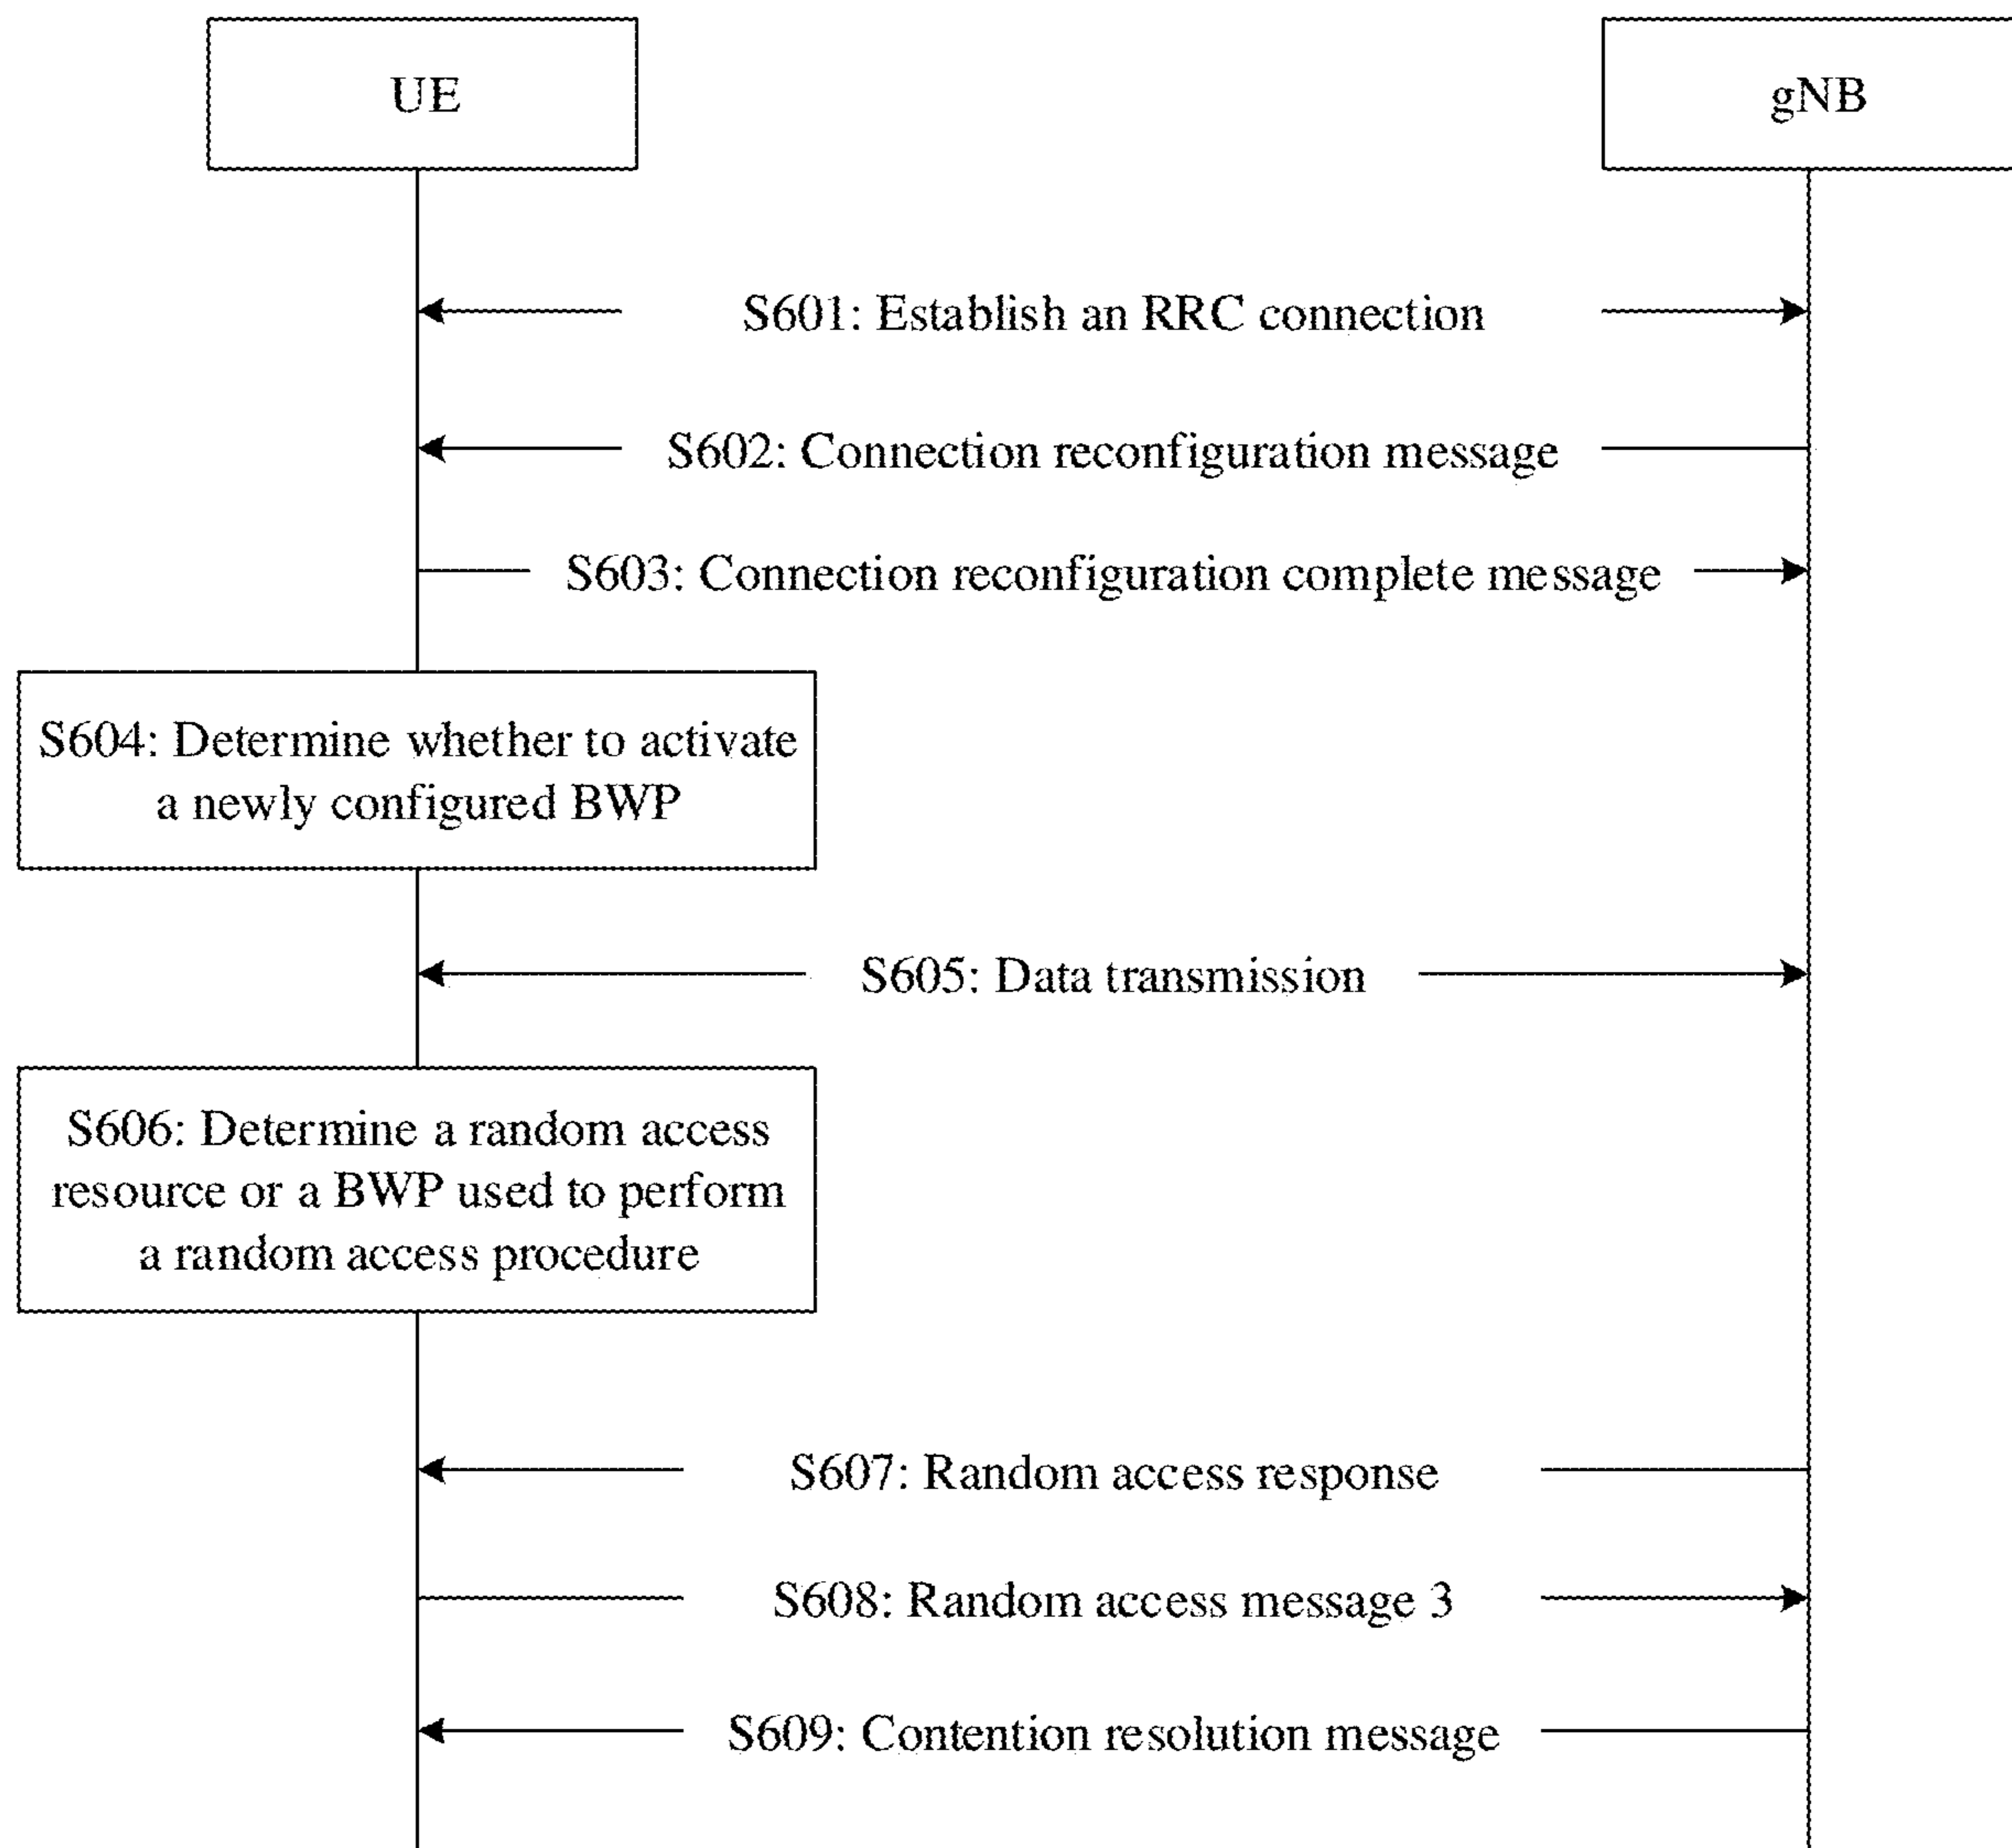 UE
gNB
S601: Establish an RRC connection
S602: Connection reconfiguration message
S603: Connection reconfiguration complete message
S604: Determine whether to activate
a newly configured BWP
S605: Data transmission
S606: Determine a random access
resource or a BWP used to perform
a random access procedure
S607: Random access response
S608: Random access message 3
S609: Contention resolution message